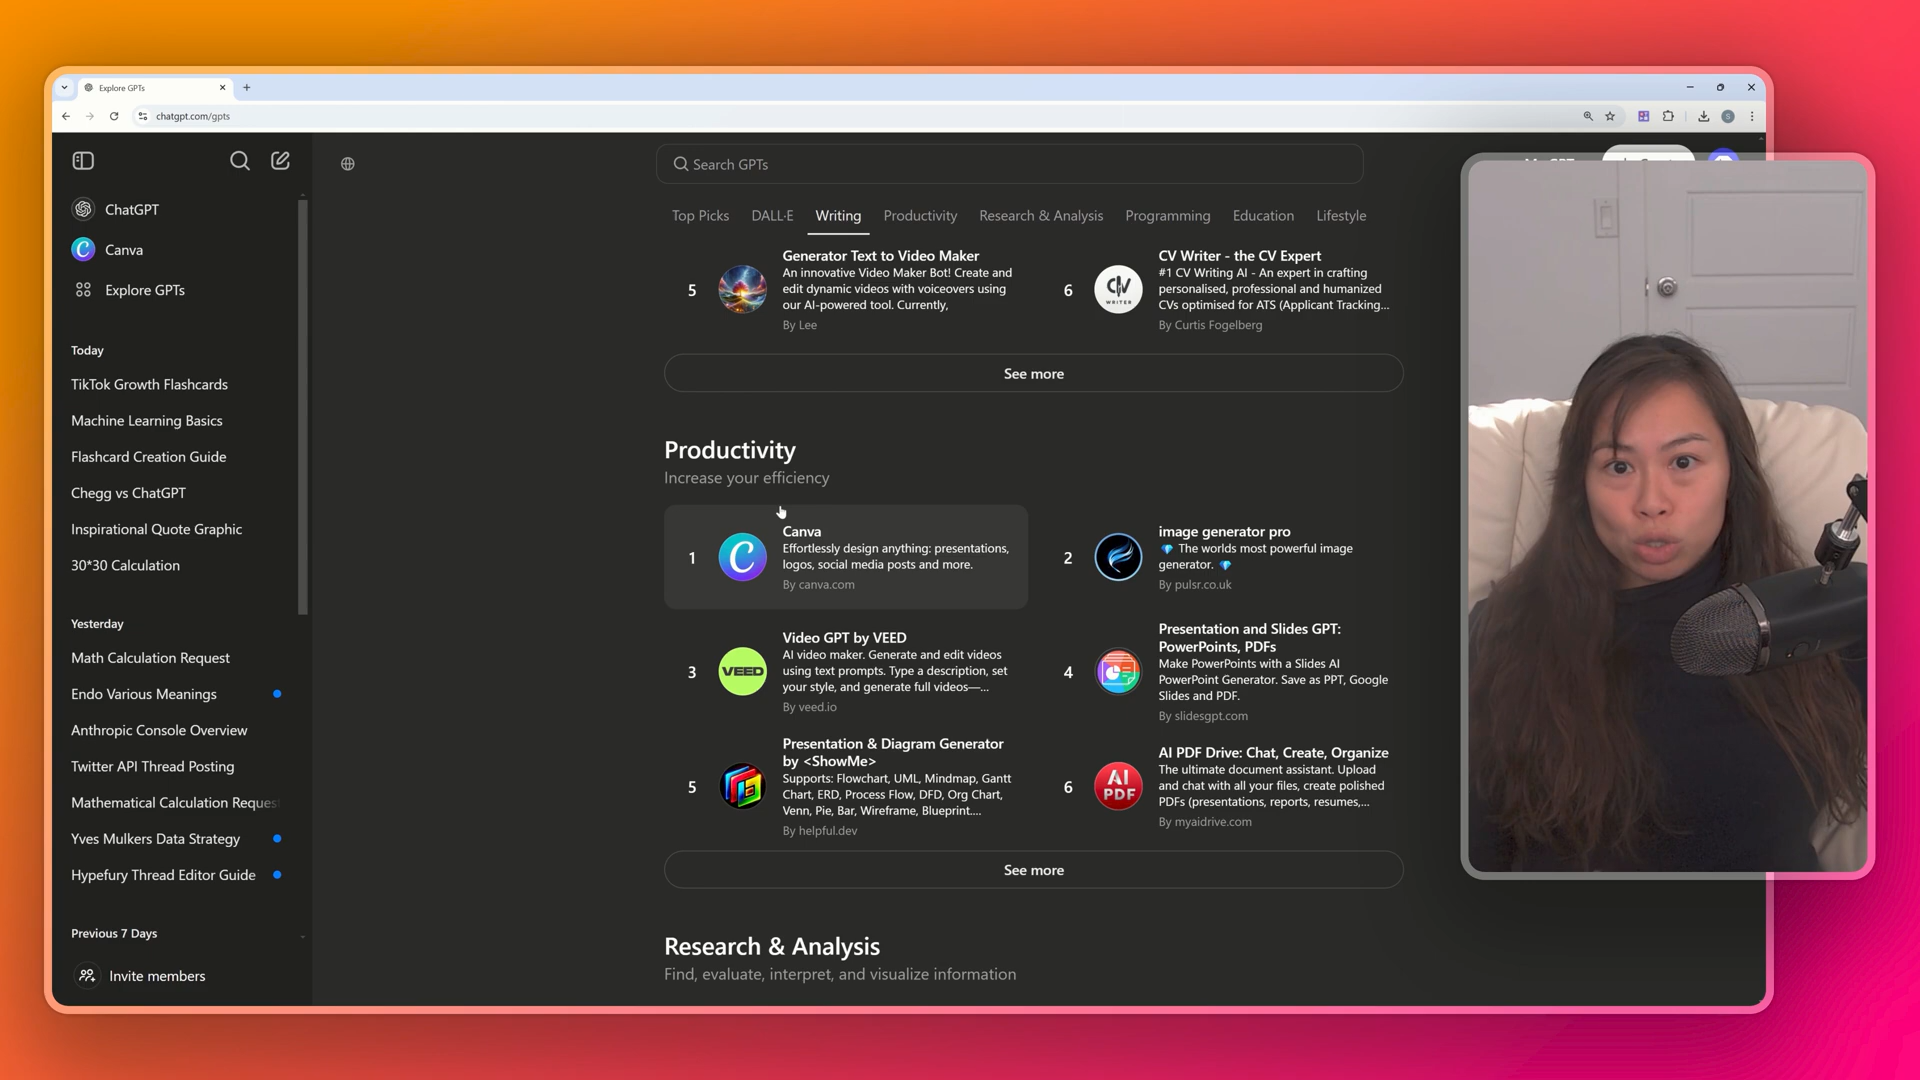 Explore GPTs
chatgpt.com/gpts
Search GPTs
ChatGPT
Canva
Explore GPTs
Today
TikTok Growth Flashcards
Machine Learning Basics
Flashcard Creation Guide
Chegg vs ChatGPT
Inspirational Quote Graphic
30*30 Calculation
Yesterday
Math Calculation Request
Endo Various Meanings
Anthropic Console Overview
Twitter API Thread Posting
Mathematical Calculation Reques
Yves Mulkers Data Strategy
Hypefury Thread Editor Guide
Previous 7 Days
Invite members
Top Picks DALL·E Writing Productivity Research & Analysis Programming Education Lifestyle
5
Generator Text to Video Maker
An innovative Video Maker Bot! Create and
edit dynamic videos with voiceovers using
our AI-powered tool. Currently,
By Lee
6
CV WRITER
CV Writer - the CV Expert
#1 CV Writing AI - An expert in crafting
personalised, professional and humanized
CVs optimised for ATS (Applicant Tracking...
By Curtis Fogelberg
See more
Productivity
Increase your efficiency
1
C
Canva
Effortlessly design anything: presentations,
logos, social media posts and more.
By canva.com
2
image generator pro
💎 The worlds most powerful image
generator. 💎
By pulsr.co.uk
3
VEED
Video GPT by VEED
AI video maker. Generate and edit videos
using text prompts. Type a description, set
your style, and generate full videos—...
By veed.io
4
Presentation and Slides GPT:
PowerPoints, PDFs
Make PowerPoints with a Slides AI
PowerPoint Generator. Save as PPT, Google
Slides and PDF.
By slidesgpt.com
5
Presentation & Diagram Generator
by <ShowMe>
Supports: Flowchart, UML, Mindmap, Gantt
Chart, ERD, Process Flow, DFD, Org Chart,
Venn, Pie, Bar, Wireframe, Blueprint....
By helpful.dev
6
AI
PDF
AI PDF Drive: Chat, Create, Organize
The ultimate document assistant. Upload
and chat with all your files, create polished
PDFs (presentations, reports, resumes,...
By myaidrive.com
See more
Research & Analysis
Find, evaluate, interpret, and visualize information